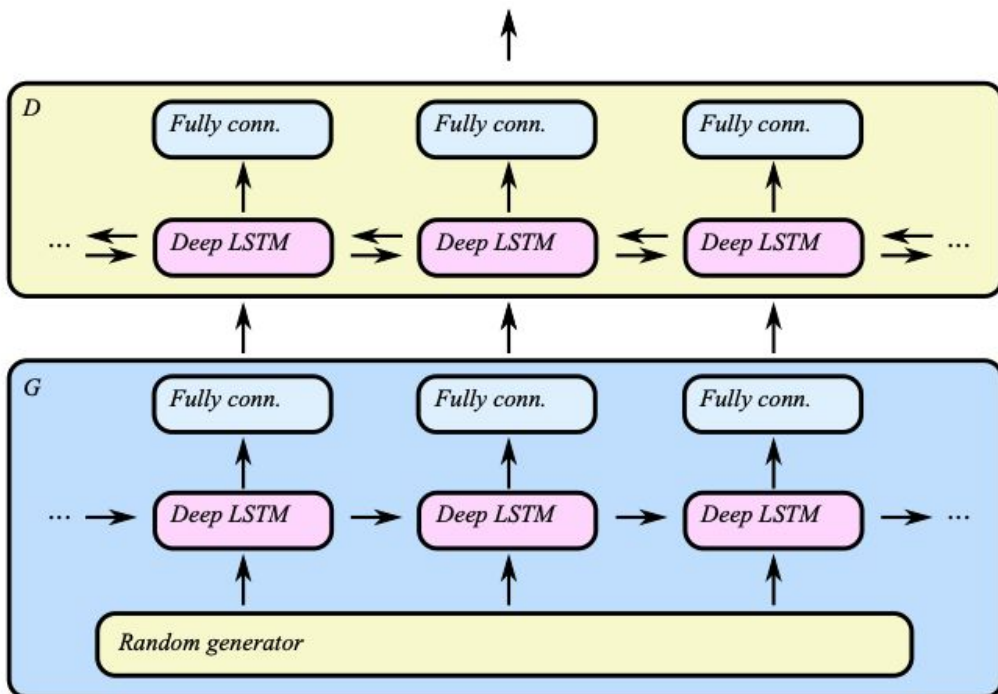 D
Fully conn. Fully conn. Fully conn.
... Deep LSTM Deep LSTM Deep LSTM ...
G
Fully conn. Fully conn. Fully conn.
... Deep LSTM Deep LSTM Deep LSTM ...
Random generator